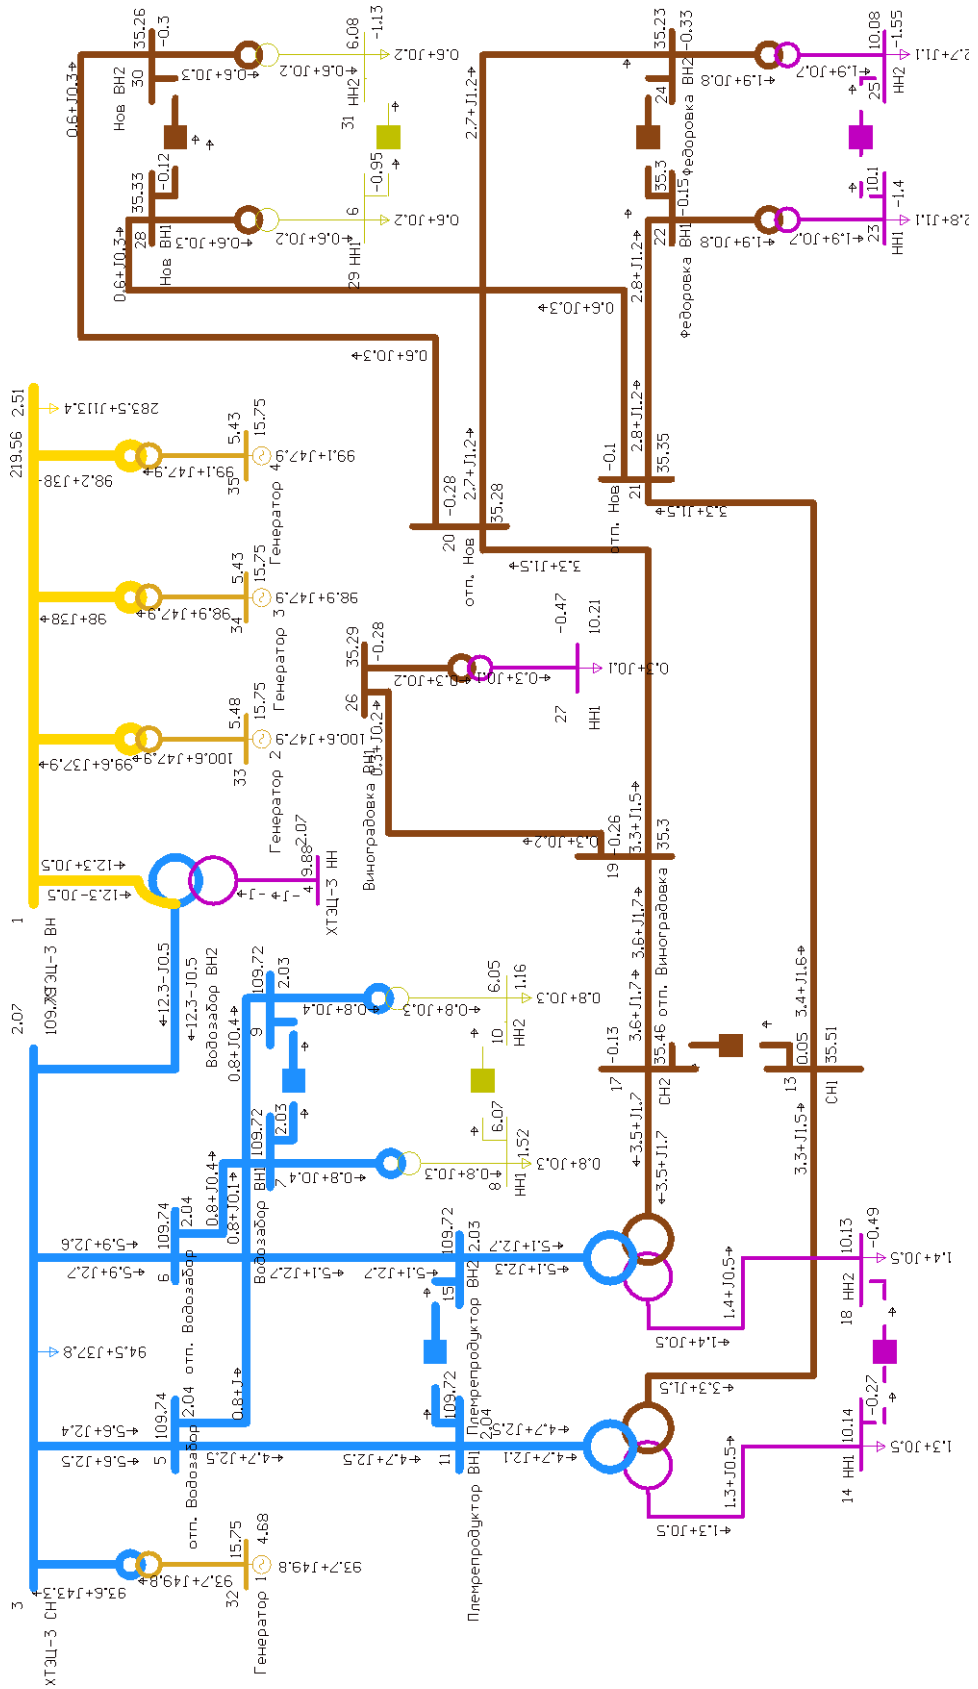 3
ХТЭЦ-3 СН
2.07
1
ХТЭЦ-3 ВН
219.56
2.51
283.5+J113.4
98.2+J38
99.1+J47.9
5.43
35
15.75
99.1+J47.9
Генератор 4
98+J38
98.9+J47.9
5.43
34
15.75
98.9+J47.9
Генератор 3
99.6+J37.9
100.6+J47.9
5.48
33
15.75
100.6+J47.9
Генератор 2
12.3+J0.5
12.3-J0.5
12.3-J0.5
12.3-J0.5
-J
-J
4
9.88
2.07
ХТЭЦ-3 НН
93.6+J43.3
93.7+J49.8
32
15.75
4.68
93.7+J49.8
Генератор 1
94.5+J37.8
5.6+J2.4
5.6+J2.5
109.74
2.04
5
отп. Водозабор
4.7+J2.5
0.8+J
5.9+J2.6
5.9+J2.7
109.74
2.04
6
отп. Водозабор
0.8+J0.4
0.8+J0.1
5.1+J2.7
Водозабор ВН1
109.72
2.03
7
0.8+J0.4
0.8+J0.3
6.07
1.52
8
НН1
0.8+J0.3
Водозабор ВН2
109.72
2.03
9
0.8+J0.4
0.8+J0.4
0.8+J0.3
6.05
1.16
10
НН2
0.8+J0.3
4.7+J2.5
109.72
2.04
11
Племрепродуктор ВН1
4.7+J2.5
4.7+J2.1
5.1+J2.7
109.72
2.03
15
Племрепродуктор ВН2
5.1+J2.7
5.1+J2.3
3.3+J1.5
1.3+J0.5
1.3+J0.5
10.14
-0.27
14
НН1
1.3+J0.5
3.5+J1.7
3.5+J1.7
1.4+J0.5
1.4+J0.5
10.13
-0.49
18
НН2
1.4+J0.5
17
-0.13
35.46
СН2
13
0.05
35.51
СН1
3.3+J1.5
3.4+J1.6
3.6+J1.7
3.6+J1.7
19
-0.26
35.3
отп. Виноградовка
0.3+J0.2
3.3+J1.5
0.3+J0.2
Виноградовка ВН1
35.29
-0.28
26
0.3+J0.2
0.3+J0.1
-0.47
10.21
27
НН1
0.3+J0.1
3.3+J1.5
20
-0.28
35.28
отп. Нов
2.7+J1.2
0.6+J0.3
3.3+J1.5
21
-0.1
35.35
отп. Нов
2.8+J1.2
0.6+J0.3
0.6+J0.3
35.33
-0.12
28
Нов ВН1
0.6+J0.3
0.6+J0.2
6
-0.95
29
НН1
0.6+J0.2
0.6+J0.3
35.26
-0.3
30
Нов ВН2
0.6+J0.3
0.6+J0.2
6.08
-1.13
31
НН2
0.6+J0.2
2.8+J1.2
35.3
-0.15
22
Федоровка ВН1
1.9+J0.8
1.9+J0.7
10.1
-1.4
23
НН1
2.8+J1.1
2.7+J1.2
35.23
-0.33
24
Федоровка ВН2
1.9+J0.8
1.9+J0.7
10.08
-1.55
25
НН2
2.7+J1.1